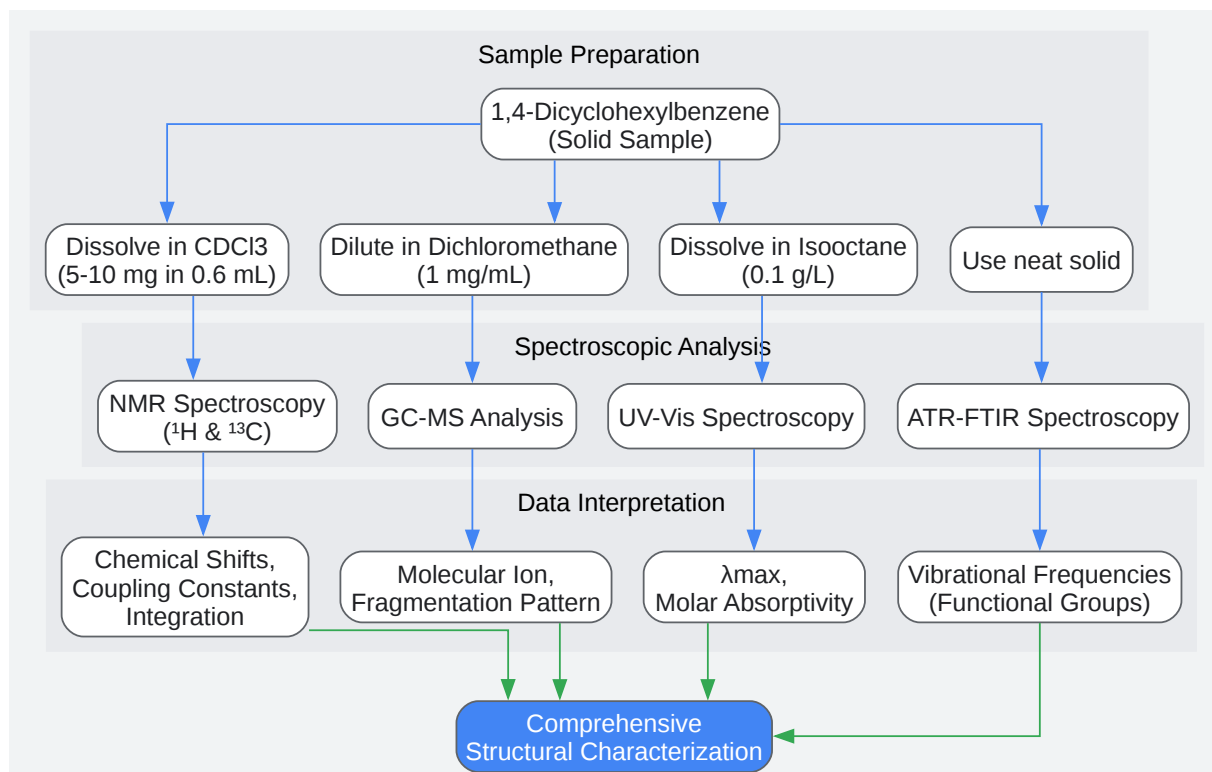 Sample Preparation
1,4-Dicyclohexylbenzene
(Solid Sample)
Dissolve in CDCl3
(5-10 mg in 0.6 mL)
Dilute in Dichloromethane
(1 mg/mL)
Dissolve in Isooctane
(0.1 g/L)
Use neat solid
Spectroscopic Analysis
NMR Spectroscopy
(¹H & ¹³C)
GC-MS Analysis
UV-Vis Spectroscopy
ATR-FTIR Spectroscopy
Data Interpretation
Chemical Shifts,
Coupling Constants,
Integration
Molecular Ion,
Fragmentation Pattern
λmax,
Molar Absorptivity
Vibrational Frequencies
(Functional Groups)
Comprehensive
Structural Characterization